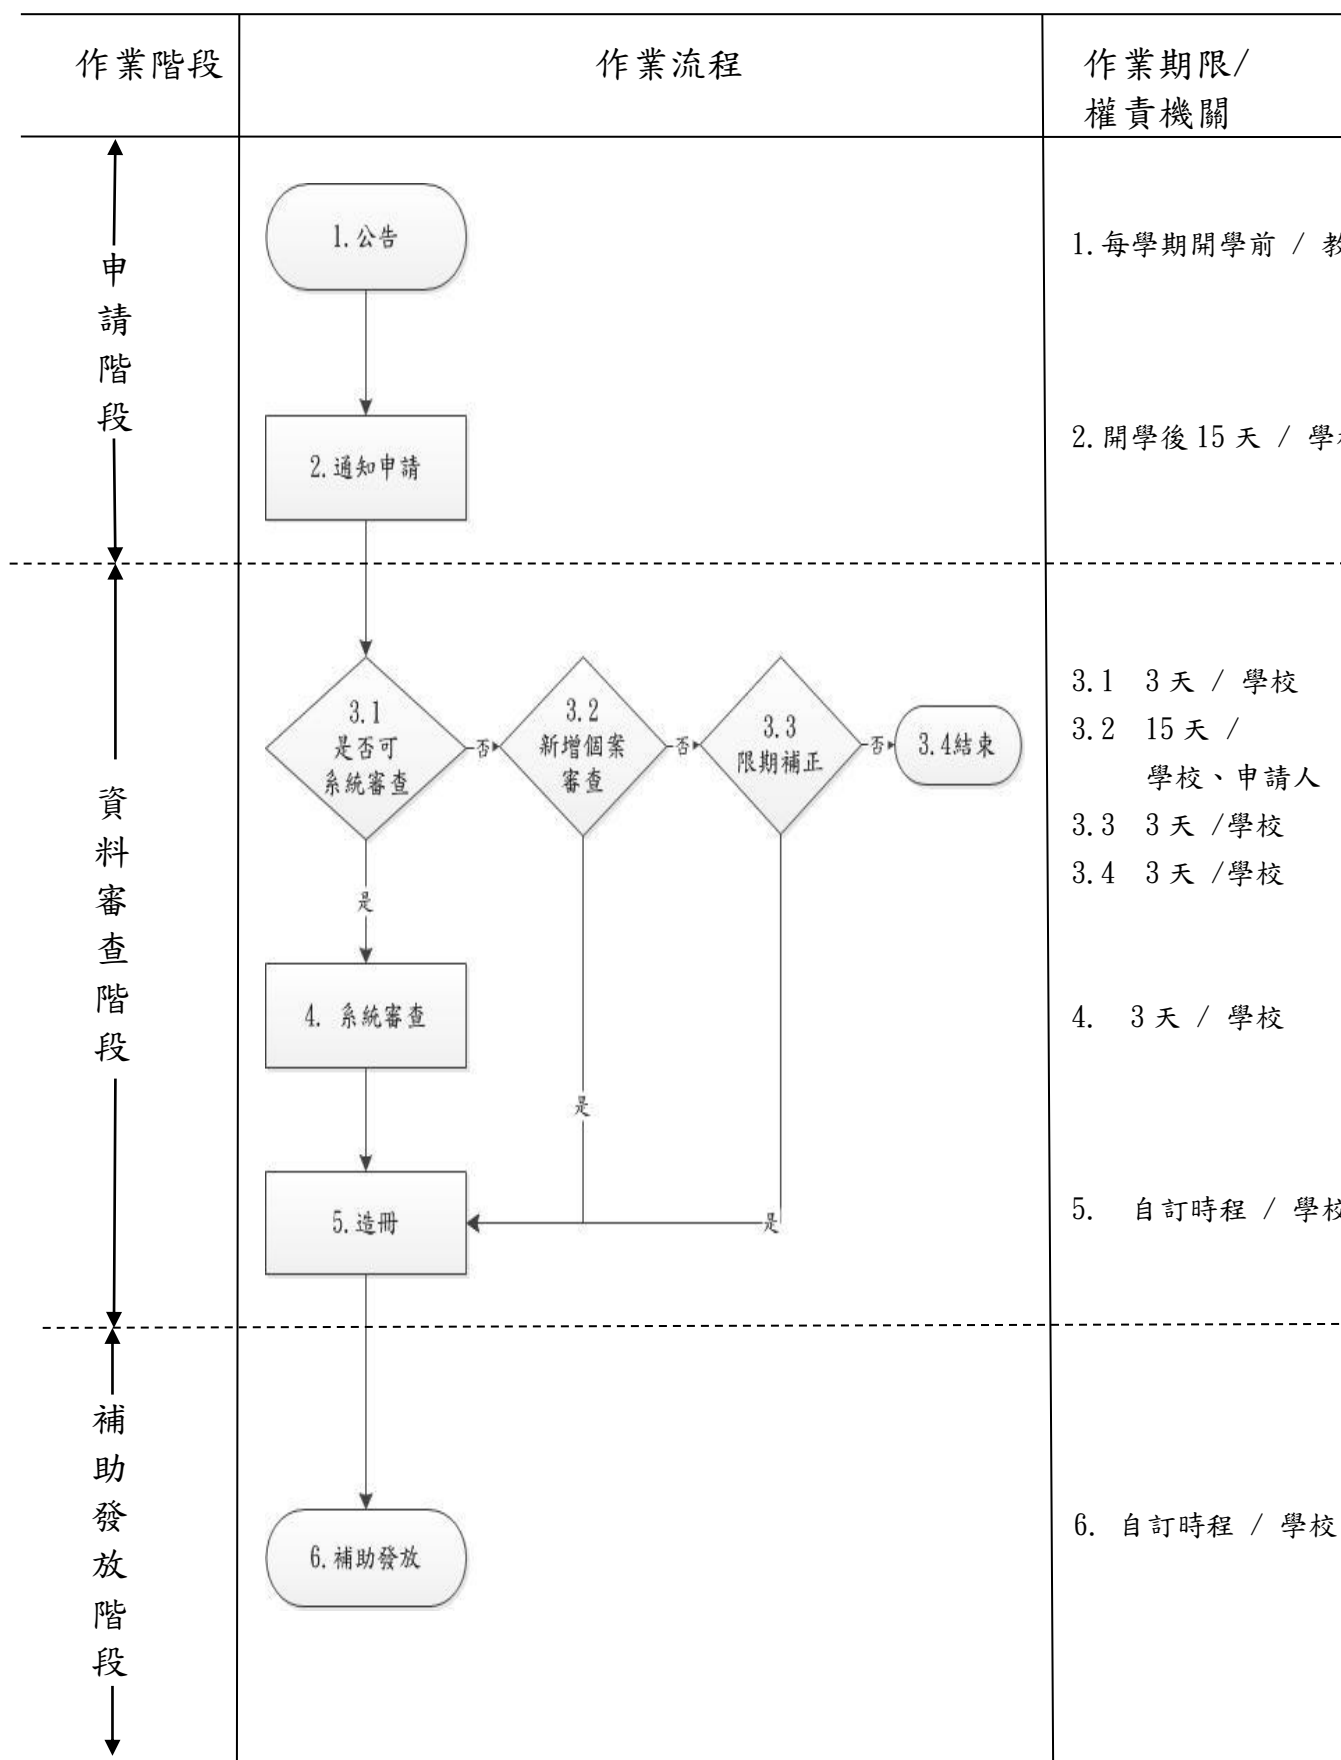 作業階段
作業流程
作業期限/
權責機關
申請階段
1.公告
1.每學期開學前 / 教
2.通知申請
2.開學後15天 / 學
資料審查階段
3.1
是否可
系統審查
否
3.2
新增個案
審查
否
3.3
限期補正
否
3.4結束
3.1 3天 / 學校
3.2 15天 /
學校、申請人
3.3 3天 /學校
3.4 3天 /學校
是
4. 系統審查
4. 3天 / 學校
是
5.造冊
是
5. 自訂時程 / 學校
補助發放階段
6.補助發放
6. 自訂時程 / 學校